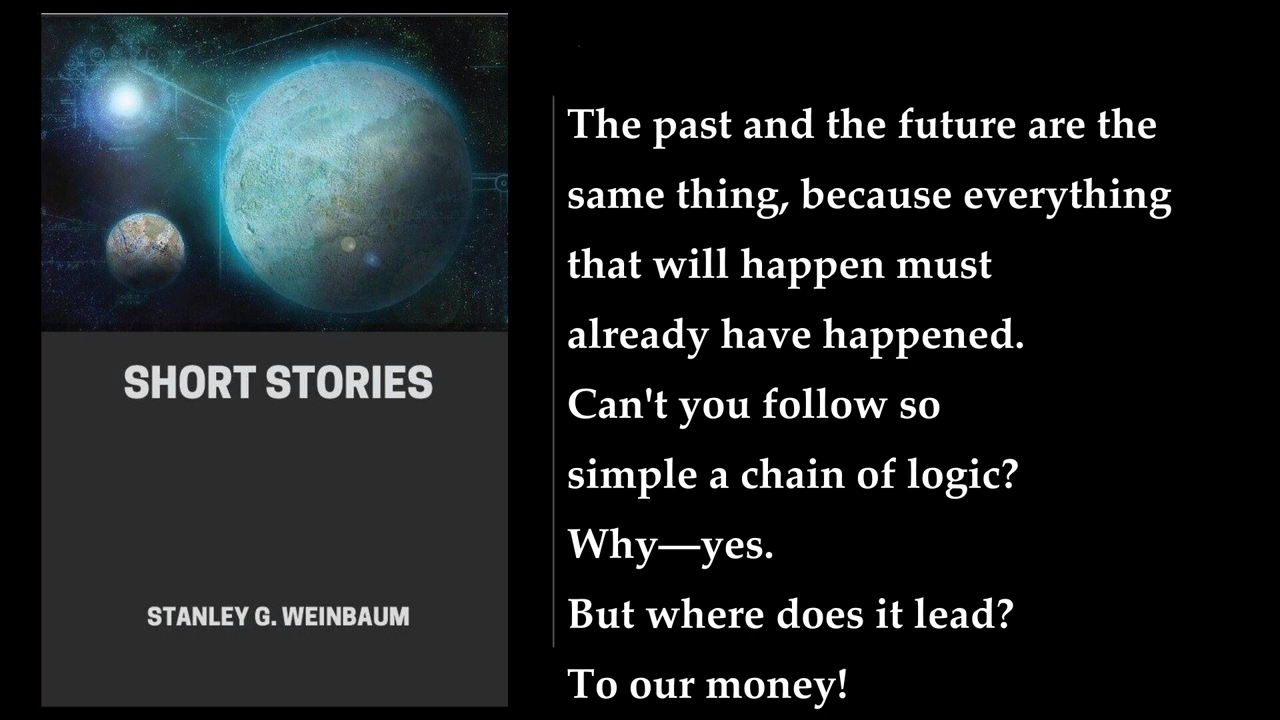 SHORT STORIES
STANLEY G. WEINBAUM
The past and the future are the
same thing, because everything
that will happen must
already have happened.
Can't you follow so
simple a chain of logic?
Why—yes.
But where does it lead?
To our money!